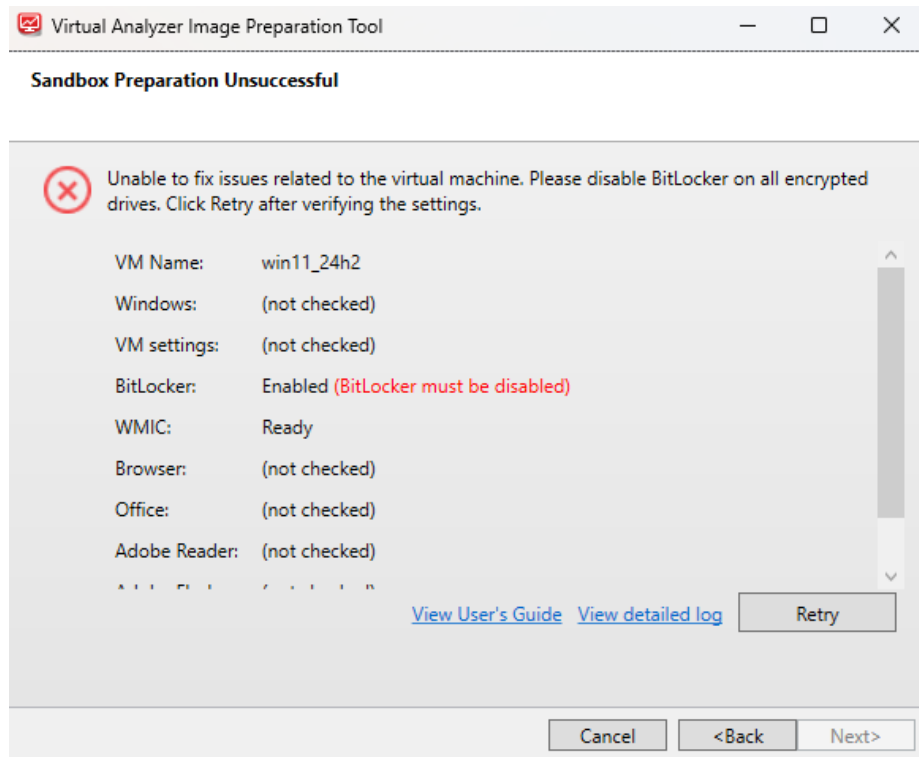 Virtual Analyzer Image Preparation Tool
Sandbox Preparation Unsuccessful
Unable to fix issues related to the virtual machine. Please disable BitLocker on all encrypted
drives. Click Retry after verifying the settings.
VM Name: win11_24h2
Windows: (not checked)
VM settings: (not checked)
BitLocker: Enabled (BitLocker must be disabled)
WMIC: Ready
Browser: (not checked)
Office: (not checked)
Adobe Reader: (not checked)
View User's Guide View detailed log Retry
Cancel <Back Next>